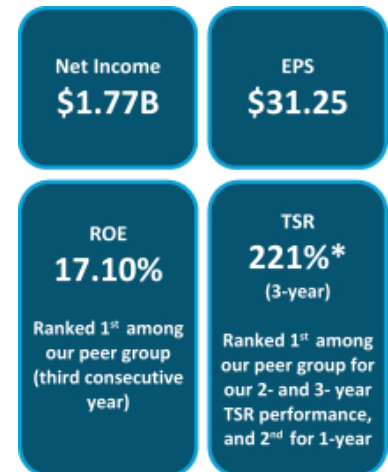 Net Income
$1.77B
EPS
$31.25
ROE
17.10%
Ranked 1st among
our peer group
(third consecutive
year)
TSR
221%*
(3-year)
Ranked 1st among
our peer group for
our 2- and 3- year
TSR performance,
and 2nd for 1-year